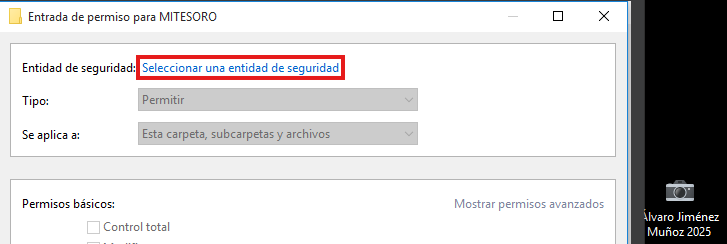 Entrada de permiso para MITESORO
Entidad de seguridad: Seleccionar una entidad de seguridad
Tipo: Permitir
Se aplica a: Esta carpeta, subcarpetas y archivos
Permisos básicos: Mostrar permisos avanzados
Control total
Álvaro Jiménez
Muñoz 2025